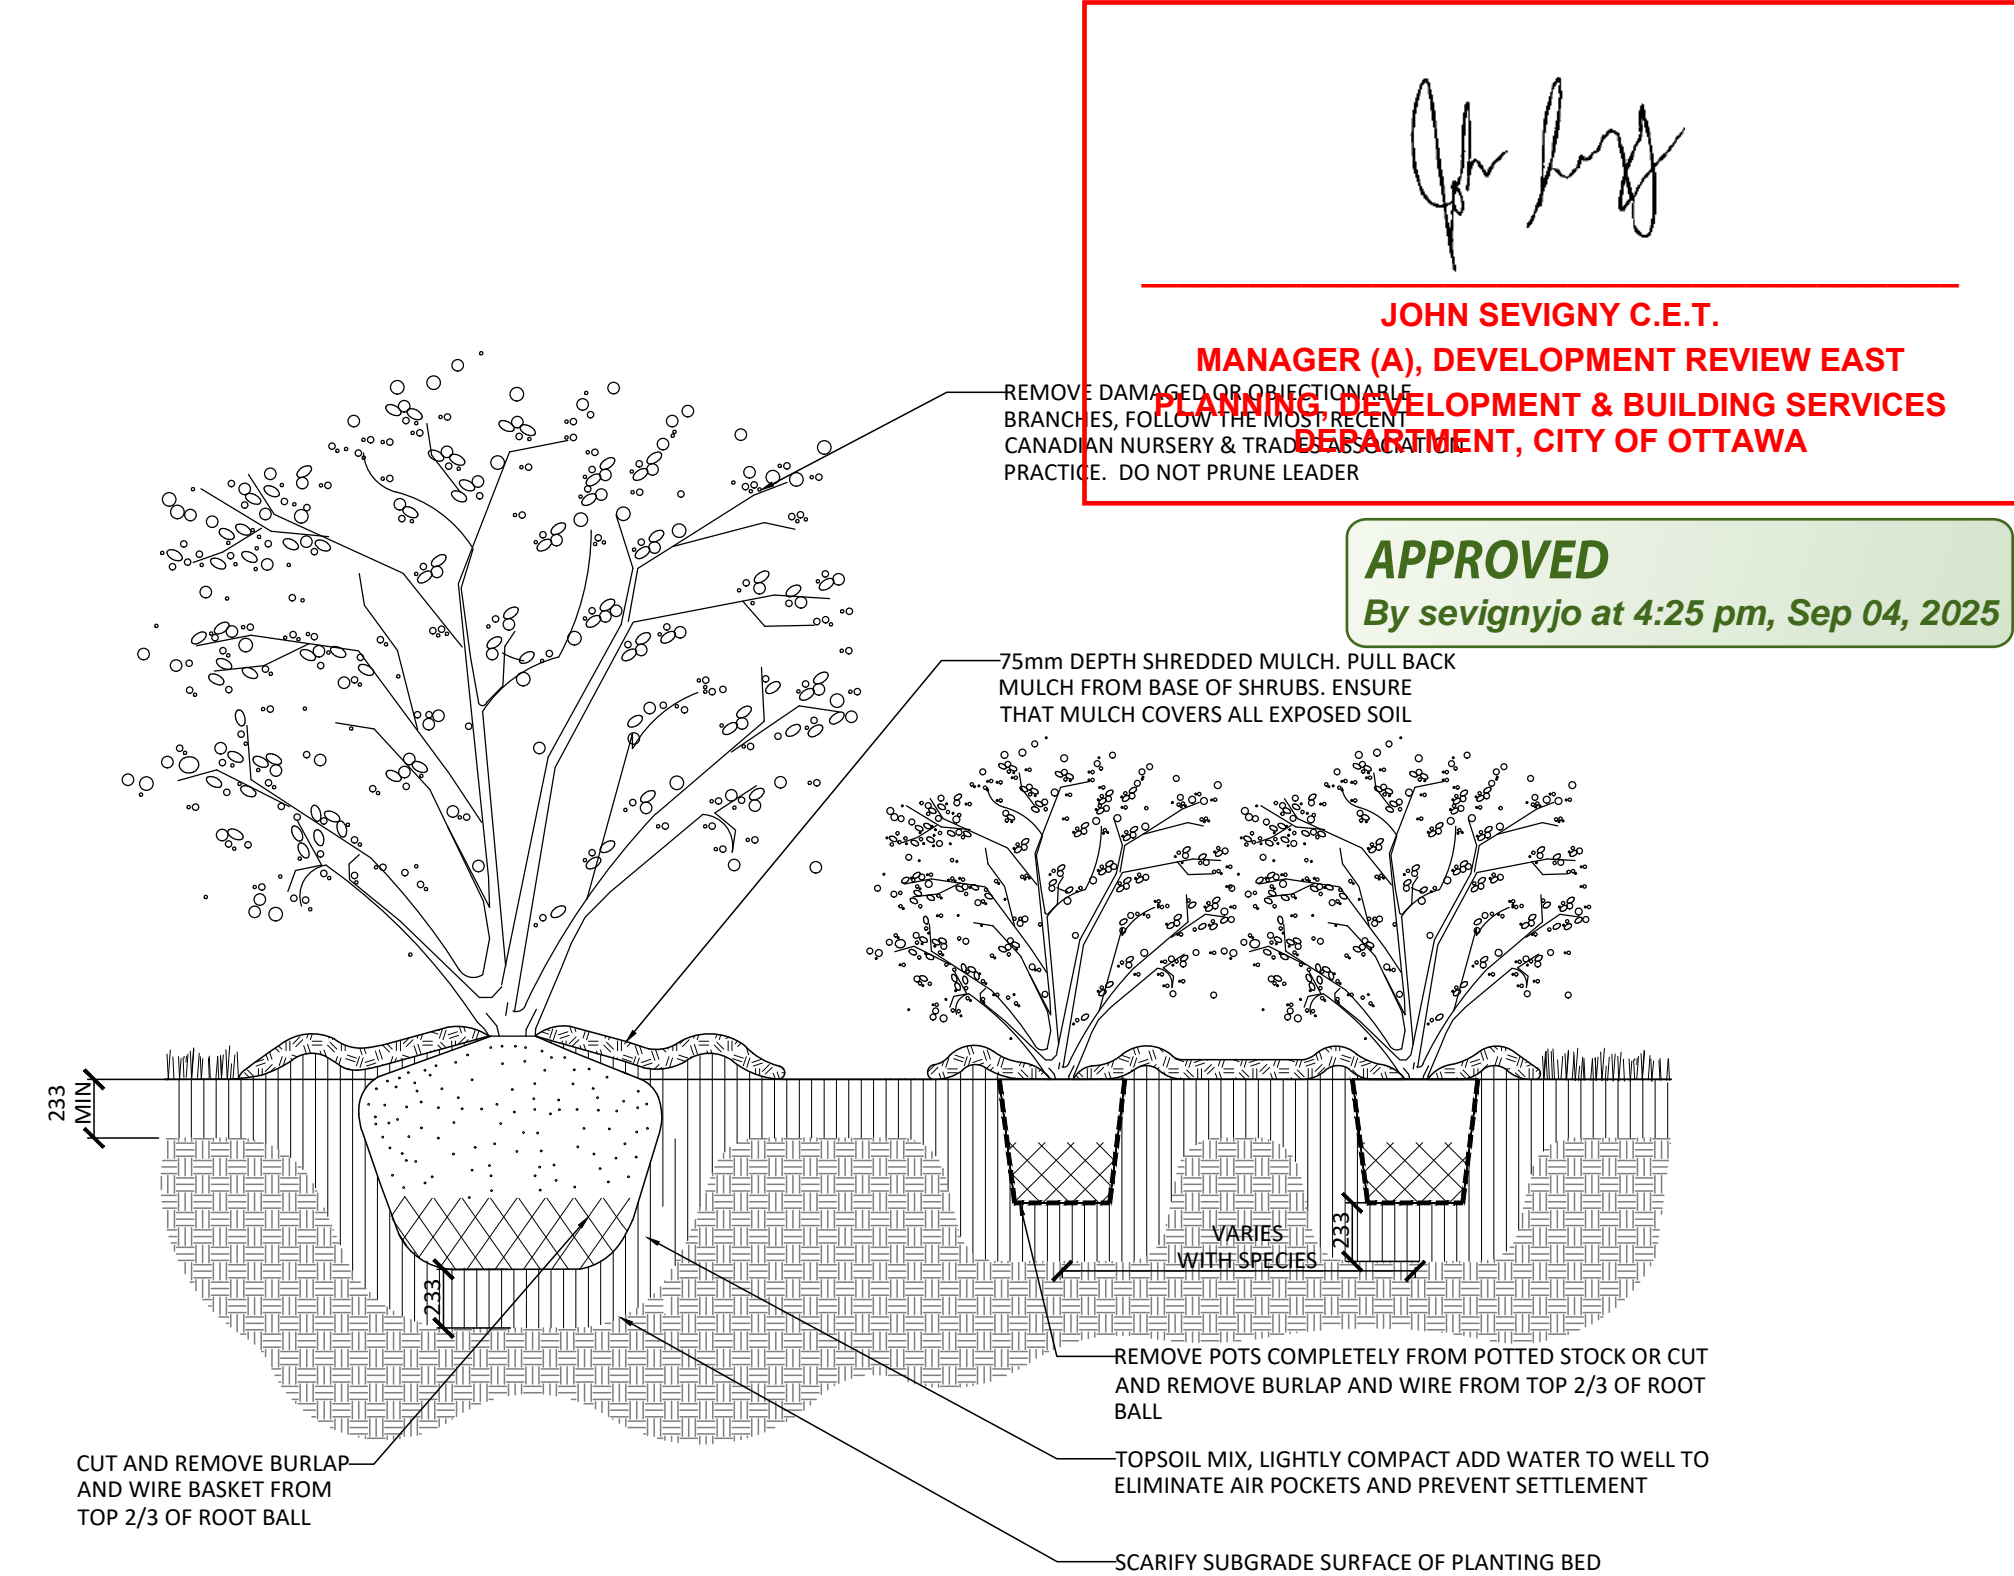 JOHN SEVIGNY C.E.T.
MANAGER (A), DEVELOPMENT REVIEW EAST
PLANNING, DEVELOPMENT & BUILDING SERVICES
DEPARTMENT, CITY OF OTTAWA
REMOVE DAMAGED OR OBJECTIONABLE
BRANCHES, FOLLOW THE MOST RECENT
CANADIAN NURSERY & TRADES ASSOCIATION
PRACTICE. DO NOT PRUNE LEADER
APPROVED
By sevignyjo at 4:25 pm, Sep 04, 2025
75mm DEPTH SHREDDED MULCH. PULL BACK
MULCH FROM BASE OF SHRUBS. ENSURE
THAT MULCH COVERS ALL EXPOSED SOIL
233
MIN
233
VARIES
WITH SPECIES
233
REMOVE POTS COMPLETELY FROM POTTED STOCK OR CUT
AND REMOVE BURLAP AND WIRE FROM TOP 2/3 OF ROOT
BALL
CUT AND REMOVE BURLAP
AND WIRE BASKET FROM
TOP 2/3 OF ROOT BALL
TOPSOIL MIX, LIGHTLY COMPACT ADD WATER TO WELL TO
ELIMINATE AIR POCKETS AND PREVENT SETTLEMENT
SCARIFY SUBGRADE SURFACE OF PLANTING BED